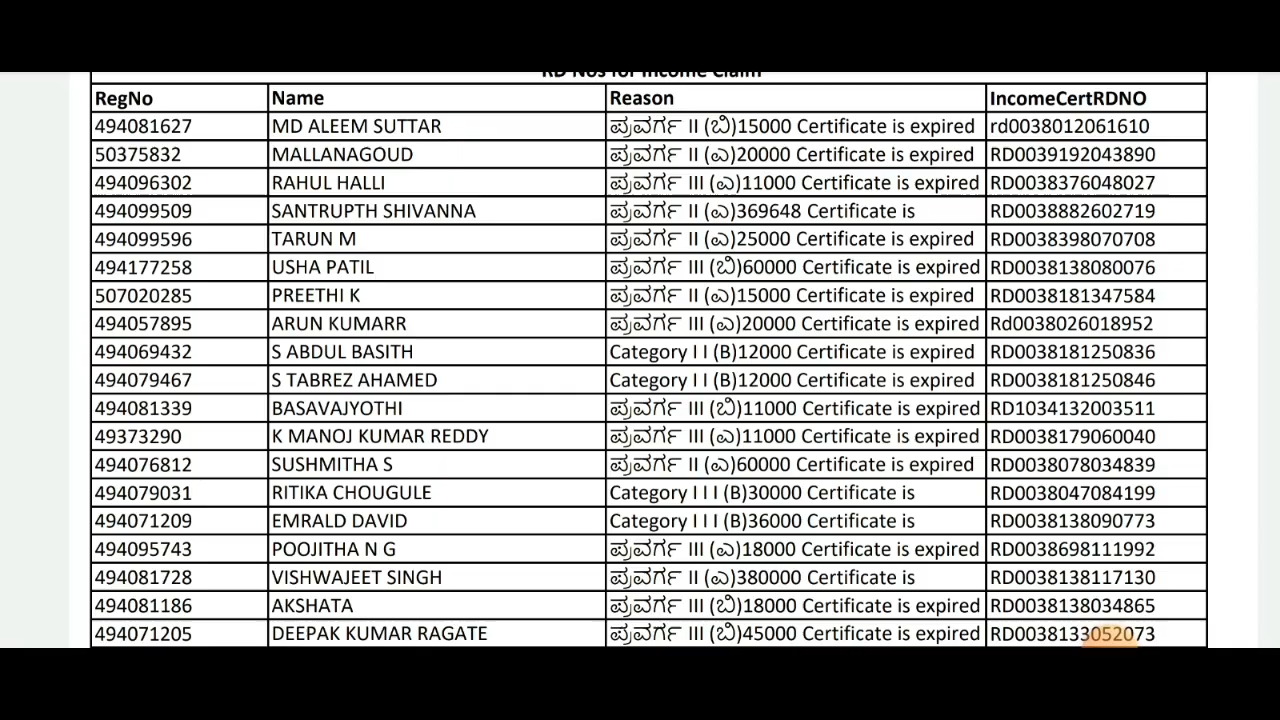 RD Nos for Income Claim
RegNo Name Reason IncomeCertRDNO
494081627 MD ALEEM SUTTAR ಪ್ರವರ್ಗ II (ಬಿ)15000 Certificate is expired rd0038012061610
50375832 MALLANAGOUD ಪ್ರವರ್ಗ II (ಎ)20000 Certificate is expired RD0039192043890
494096302 RAHUL HALLI ಪ್ರವರ್ಗ III (ಎ)11000 Certificate is expired RD0038376048027
494099509 SANTRUPTH SHIVANNA ಪ್ರವರ್ಗ II (ಎ)369648 Certificate is RD0038882602719
494099596 TARUN M ಪ್ರವರ್ಗ II (ಎ)25000 Certificate is expired RD0038398070708
494177258 USHA PATIL ಪ್ರವರ್ಗ III (ಬಿ)60000 Certificate is expired RD0038138080076
507020285 PREETHI K ಪ್ರವರ್ಗ II (ಎ)15000 Certificate is expired RD0038181347584
494057895 ARUN KUMARR ಪ್ರವರ್ಗ III (ಎ)20000 Certificate is expired Rd0038026018952
494069432 S ABDUL BASITH Category I I (B)12000 Certificate is expired RD0038181250836
494079467 S TABREZ AHAMED Category I I (B)12000 Certificate is expired RD0038181250846
494081339 BASAVAJYOTHI ಪ್ರವರ್ಗ III (ಬಿ)11000 Certificate is expired RD1034132003511
49373290 K MANOJ KUMAR REDDY ಪ್ರವರ್ಗ III (ಎ)11000 Certificate is expired RD0038179060040
494076812 SUSHMITHA S ಪ್ರವರ್ಗ II (ಎ)60000 Certificate is expired RD0038078034839
494079031 RITIKA CHOUGULE Category I I I (B)30000 Certificate is RD0038047084199
494071209 EMRALD DAVID Category I I I (B)36000 Certificate is RD0038138090773
494095743 POOJITHA N G ಪ್ರವರ್ಗ III (ಎ)18000 Certificate is expired RD0038698111992
494081728 VISHWAJEET SINGH ಪ್ರವರ್ಗ II (ಎ)380000 Certificate is RD0038138117130
494081186 AKSHATA ಪ್ರವರ್ಗ III (ಬಿ)18000 Certificate is expired RD0038138034865
494071205 DEEPAK KUMAR RAGATE ಪ್ರವರ್ಗ III (ಬಿ)45000 Certificate is expired RD0038133052073